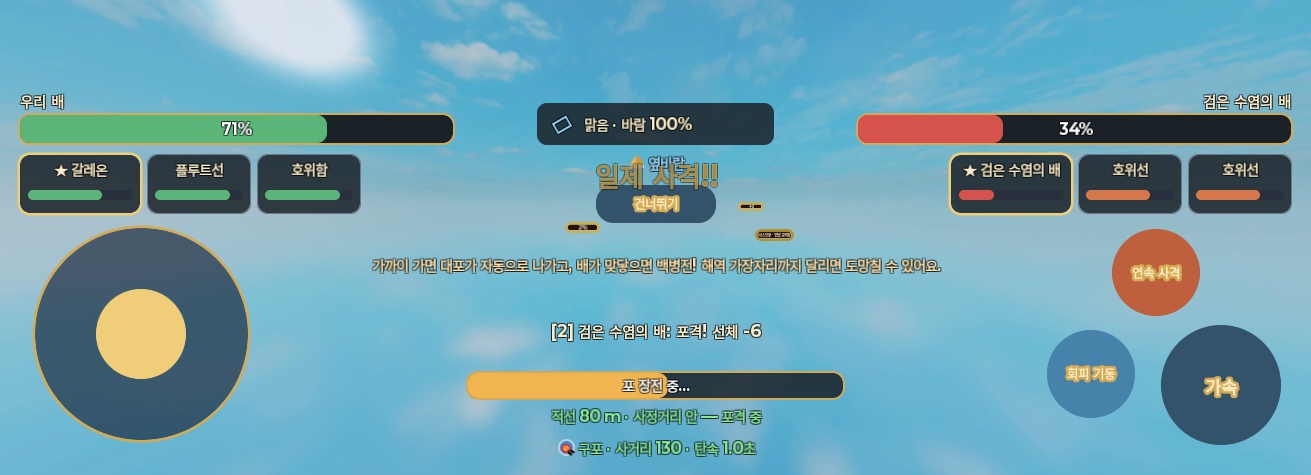 우리 배
검은 수염의 배
71%
맑음 · 바람 100%
34%
★ 갈레온
플루트선
호위함
★ 검은 수염의 배
호위선
호위선
옆바람
일제 사격!!
건너뛰기
가까이 가면 대포가 자동으로 나가고, 배가 맞닿으면 백병전! 해역 가장자리까지 달리면 도망칠 수 있어요.
연속 사격
[2] 검은 수염의 배: 포격! 선체 -6
회피 기동
가속
포 장전 중...
적선 80 m · 사정거리 안 — 포격 중
구포 · 사거리 130 · 탄속 1.0초